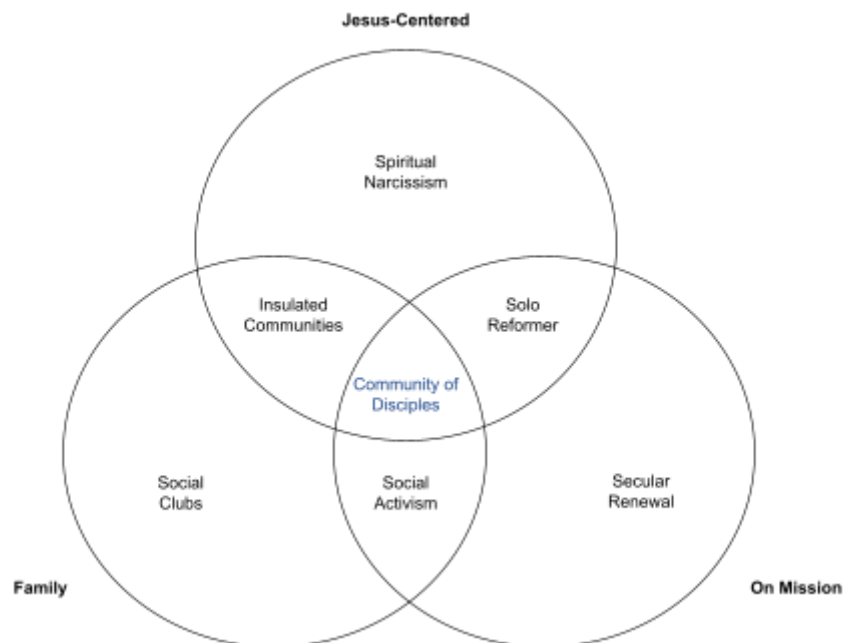 Jesus-Centered
Spiritual
Narcissism
Insulated
Communities
Solo
Reformer
Community of
Disciples
Social
Clubs
Social
Activism
Secular
Renewal
Family
On Mission